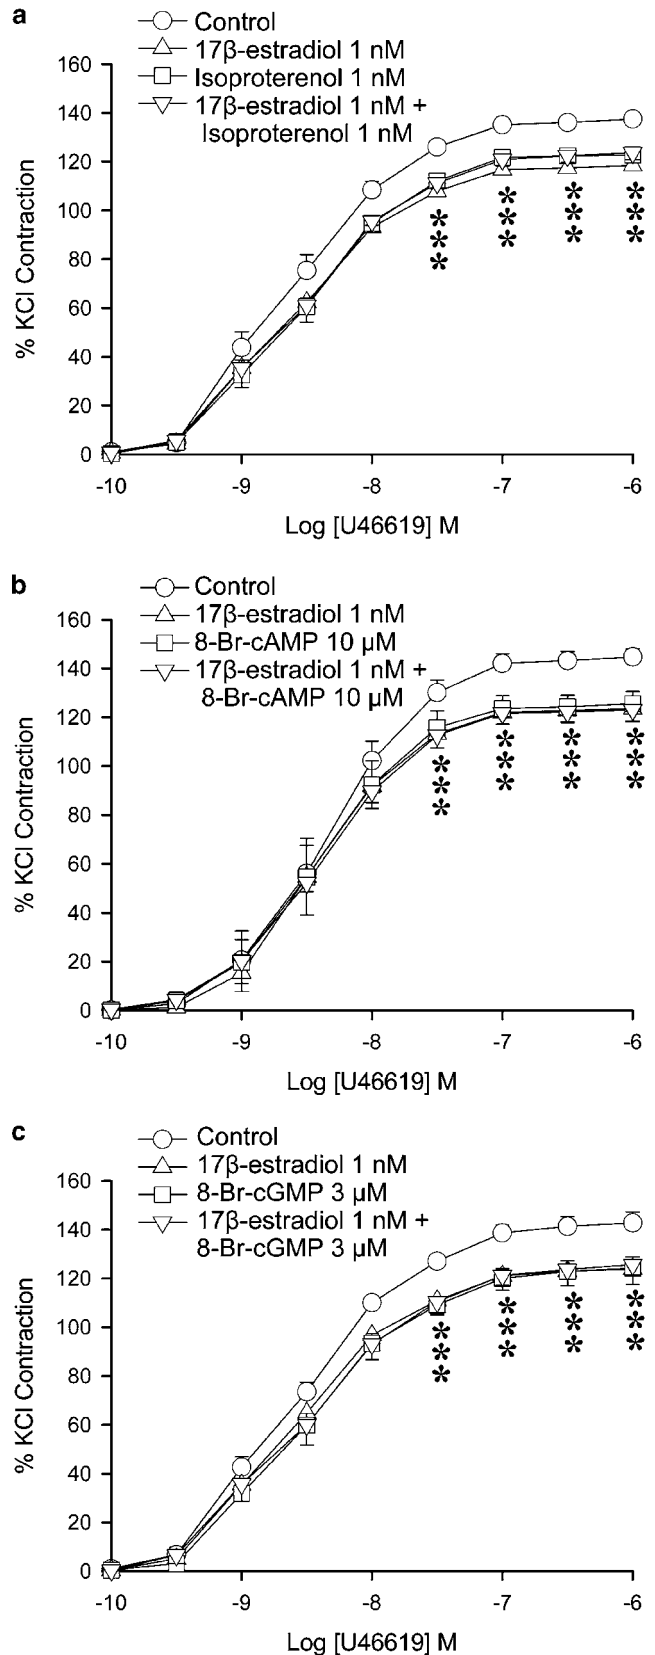 a
Control
17β-estradiol 1 nM
Isoproterenol 1 nM
17β-estradiol 1 nM +
Isoproterenol 1 nM
160
140
120
100
80
60
40
20
0
% KCl Contraction
-10 -9 -8 -7 -6
Log [U46619] M
b
Control
17β-estradiol 1 nM
8-Br-cAMP 10 µM
17β-estradiol 1 nM +
8-Br-cAMP 10 µM
160
140
120
100
80
60
40
20
0
% KCl Contraction
-10 -9 -8 -7 -6
Log [U46619] M
c
Control
17β-estradiol 1 nM
8-Br-cGMP 3 µM
17β-estradiol 1 nM +
8-Br-cGMP 3 µM
160
140
120
100
80
60
40
20
0
% KCl Contraction
-10 -9 -8 -7 -6
Log [U46619] M